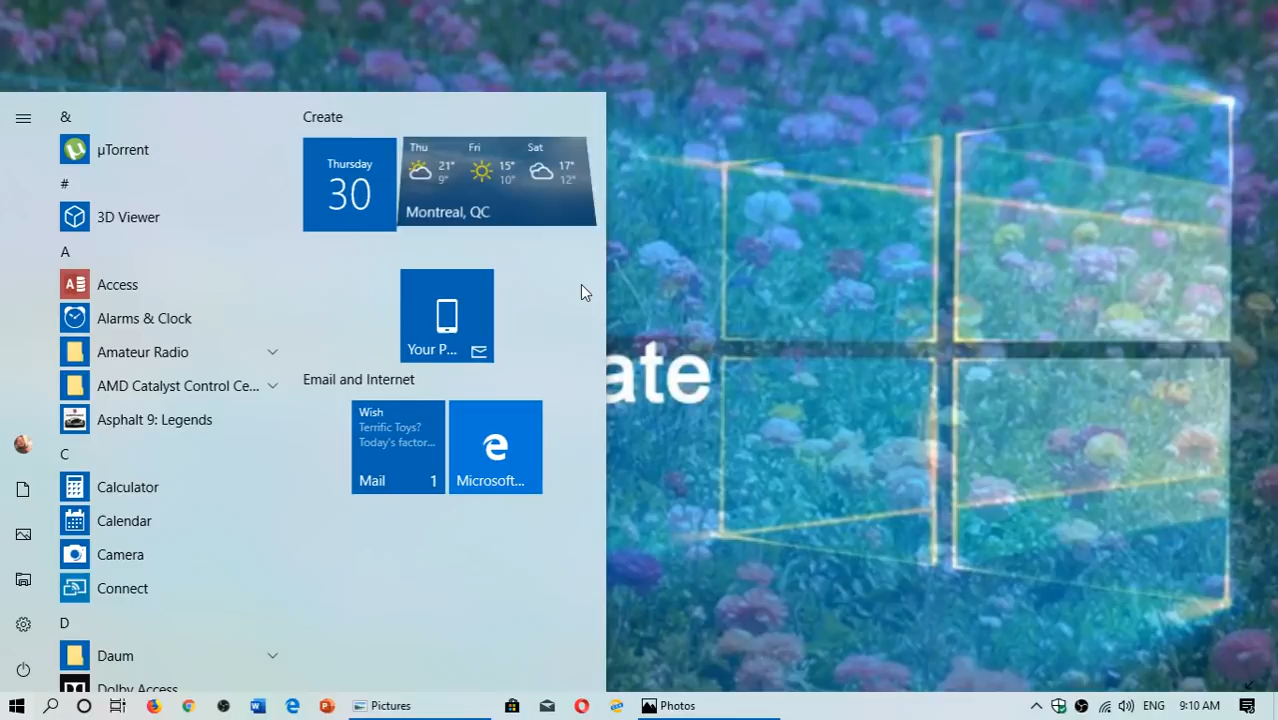 &
µTorrent
#
3D Viewer
A
Access
Alarms & Clock
Amateur Radio
AMD Catalyst Control Ce...
Asphalt 9: Legends
C
Calculator
Calendar
Camera
Connect
D
Daum
Dolby Access
Create
Thursday
30
Thu Fri Sat
21° 15° 17°
9° 10° 12°
Montreal, QC
Your P...
Email and Internet
Wish
Terrific Toys?
Today's factor...
Mail 1
Microsoft...
ate
Pictures
Photos
ENG
9:10 AM